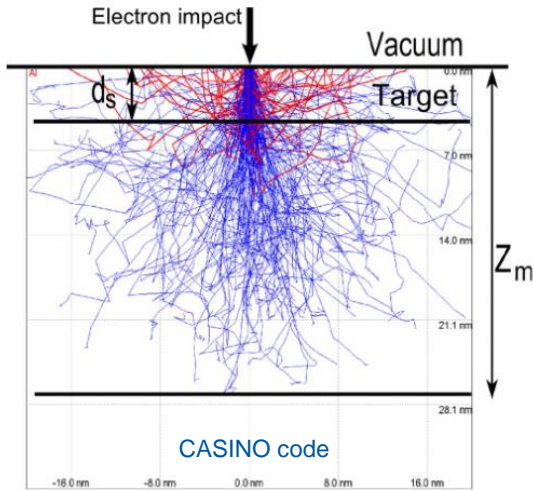 Electron impact
Vacuum
Al
0.0 nm
ds
Target
7.0 nm
14.0 nm
Zm
21.1 nm
28.1 nm
CASINO code
-16.0 nm -8.0 nm 0.0 nm 8.0 nm 16.0 nm